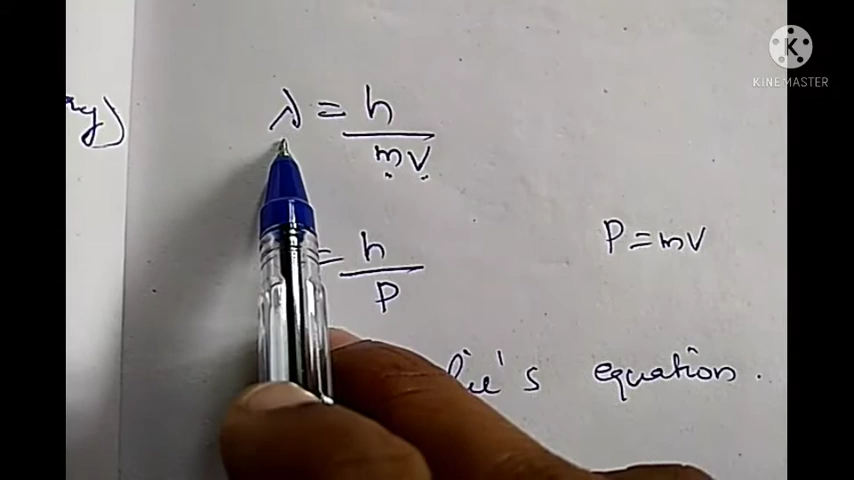 λ = h / mv
= h / P
P = mv
equation.
K
KINEMASTER